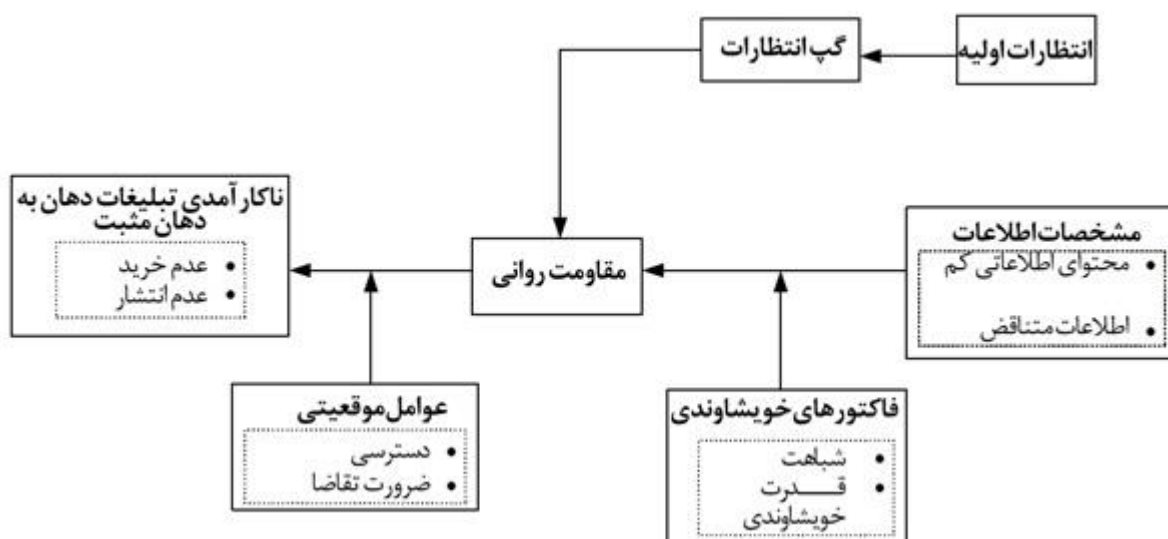 انتظارات اولیه
گپ انتظارات
مشخصات اطلاعات
• محتوای اطلاعاتی کم
• اطلاعات متناقض
مقاومت روانی
ناکارآمدی تبلیغات دهان به
دهان مثبت
• عدم خرید
• عدم انتشار
فاکتورهای خویشاوندی
• شباهت
• قدرت
خویشاوندی
عوامل موقعیتی
• دسترسی
• ضرورت تقاضا